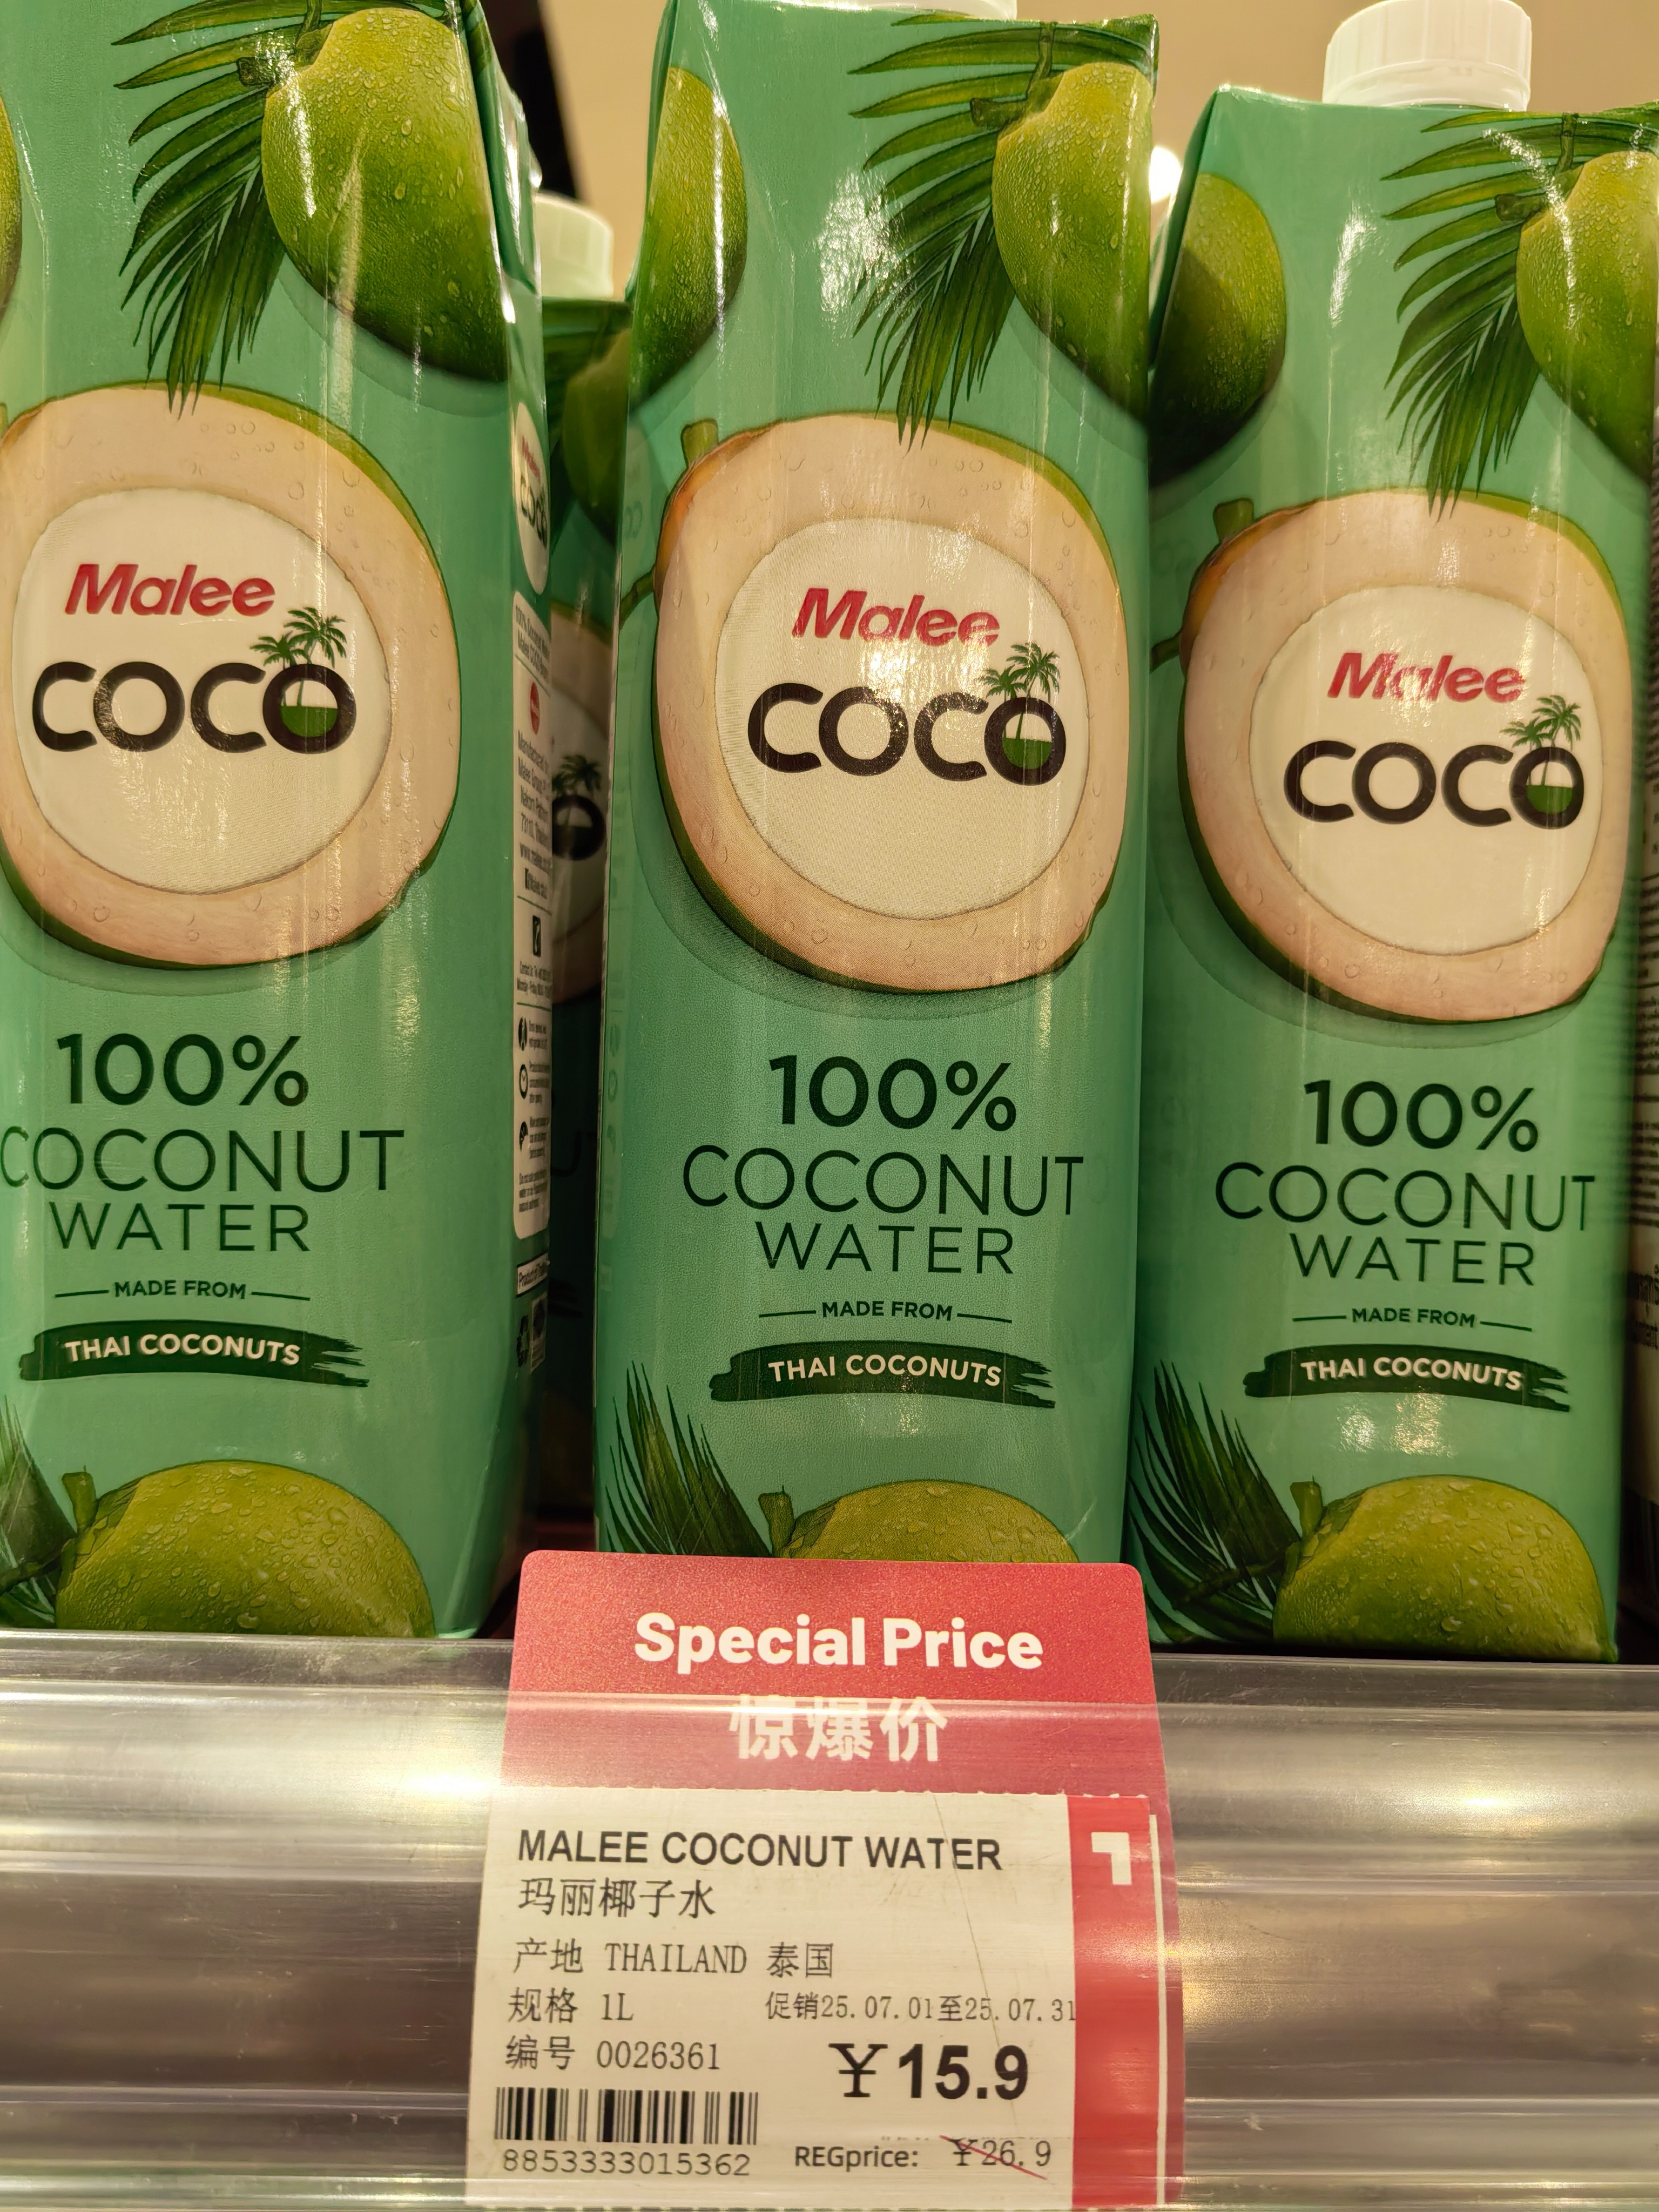 Malee
COCO
100%
COCONUT
WATER
MADE FROM
THAI COCONUTS
Malee
COCO
100%
COCONUT
WATER
MADE FROM
THAI COCONUTS
Malee
COCO
100%
COCONUT
WATER
MADE FROM
THAI COCONUTS
Special Price
惊爆价
MALEE COCONUT WATER
玛丽椰子水
产地 THAILAND 泰国
规格 1L 促销25.07.01至25.07.31
编号 0026361
¥15.9
8853333015362
REGprice: ¥26.9